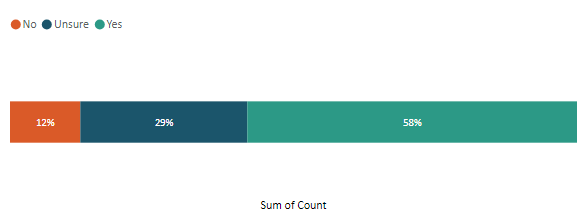 No Unsure Yes
12% 29% 58%
Sum of Count